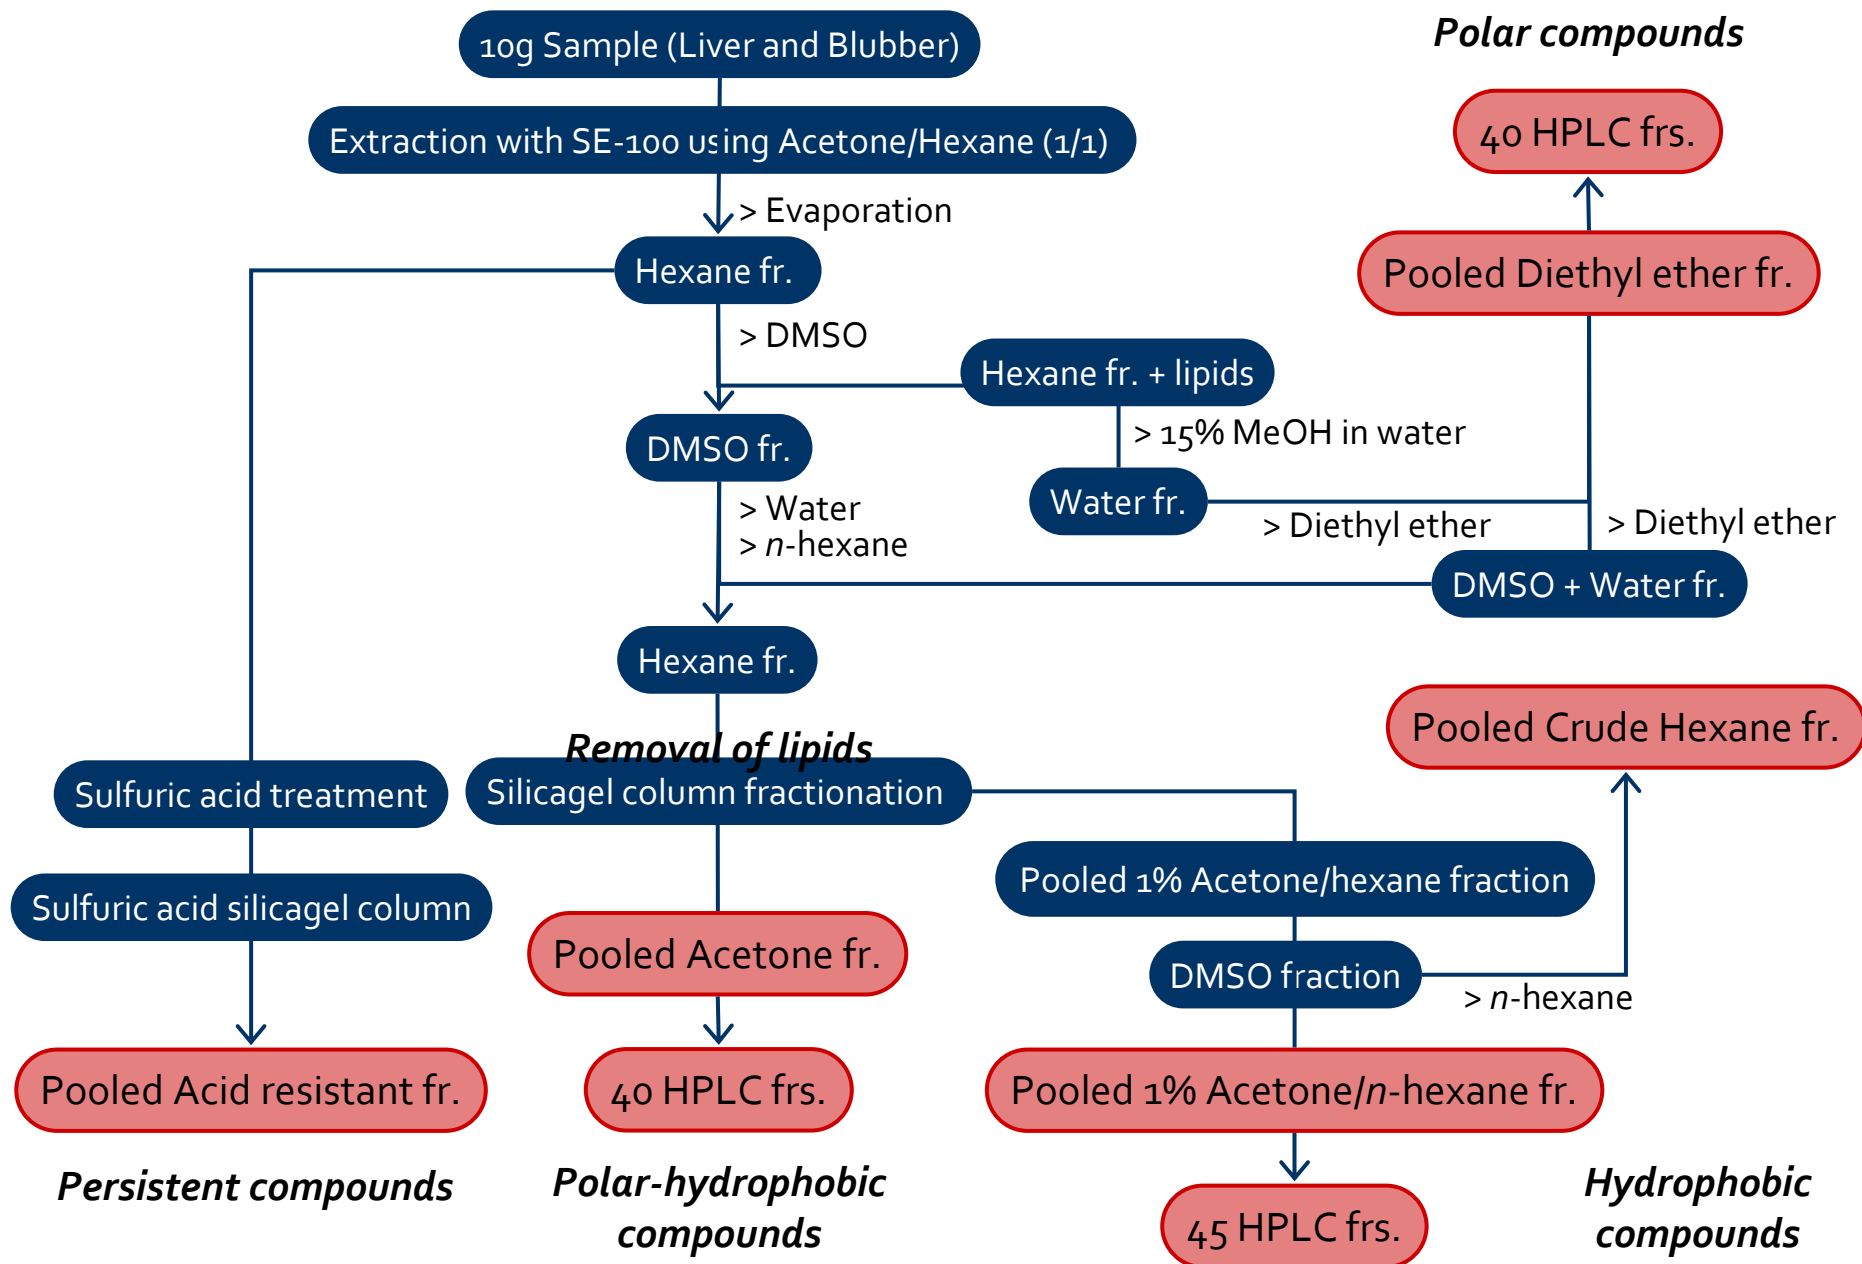 10g Sample (Liver and Blubber)
Polar compounds
Extraction with SE-100 using Acetone/Hexane (1/1)
40 HPLC frs.
> Evaporation
Hexane fr.
Pooled Diethyl ether fr.
> DMSO
Hexane fr. + lipids
DMSO fr.
> 15% MeOH in water
Water fr.
> Water
> n-hexane
> Diethyl ether
> Diethyl ether
DMSO + Water fr.
Hexane fr.
Pooled Crude Hexane fr.
Removal of lipids
Sulfuric acid treatment
Silicagel column fractionation
Pooled 1% Acetone/hexane fraction
Sulfuric acid silicagel column
Pooled Acetone fr.
DMSO fraction
> n-hexane
Pooled Acid resistant fr.
40 HPLC frs.
Pooled 1% Acetone/n-hexane fr.
Persistent compounds
Polar-hydrophobic
compounds
45 HPLC frs.
Hydrophobic
compounds